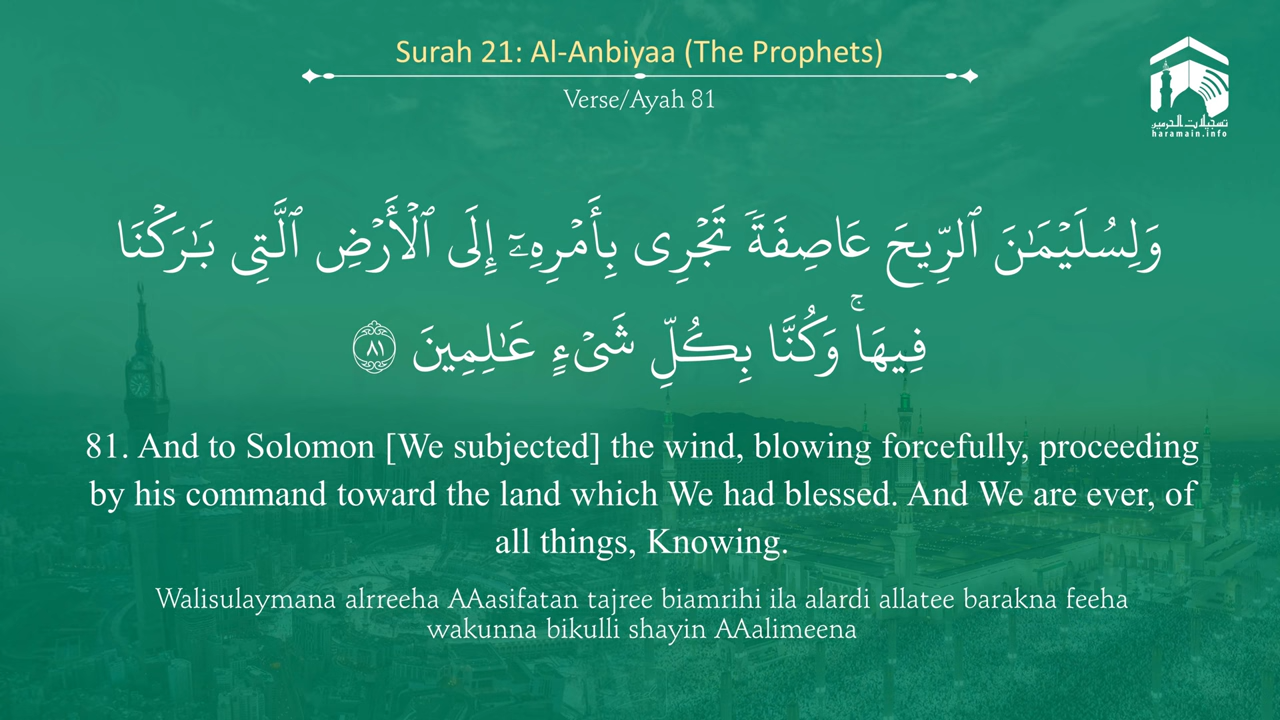 Surah 21: Al-Anbiyaa (The Prophets)
Verse/Ayah 81
تسجيلات الحرمين
haramain.info
وَلِسُلَيْمَـٰنَ ٱلرِّيحَ عَاصِفَةًۭ تَجْرِى بِأَمْرِهِۦٓ إِلَى ٱلْأَرْضِ ٱلَّتِى بَـٰرَكْنَا
فِيهَا ۚ وَكُنَّا بِكُلِّ شَىْءٍ عَـٰلِمِينَ ٨١
81. And to Solomon [We subjected] the wind, blowing forcefully, proceeding
by his command toward the land which We had blessed. And We are ever, of
all things, Knowing.
Walisulaymana alrreeha AAasifatan tajree biamrihi ila alardi allatee barakna feeha
wakunna bikulli shayin AAalimeena